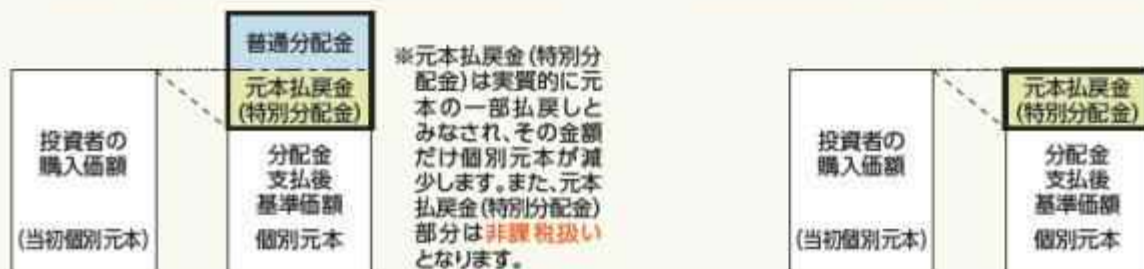 普通分配金
元本払戻金
(特別分配金)
投資者の
購入価額
(当初個別元本)
分配金
支払後
基準価額
個別元本
※元本払戻金(特別分
配金)は実質的に元
本の一部払戻しと
みなされ、その金額
だけ個別元本が減
少します。また、元本
払戻金(特別分配金)
部分は非課税扱い
となります。
元本払戻金
(特別分配金)
投資者の
購入価額
(当初個別元本)
分配金
支払後
基準価額
個別元本